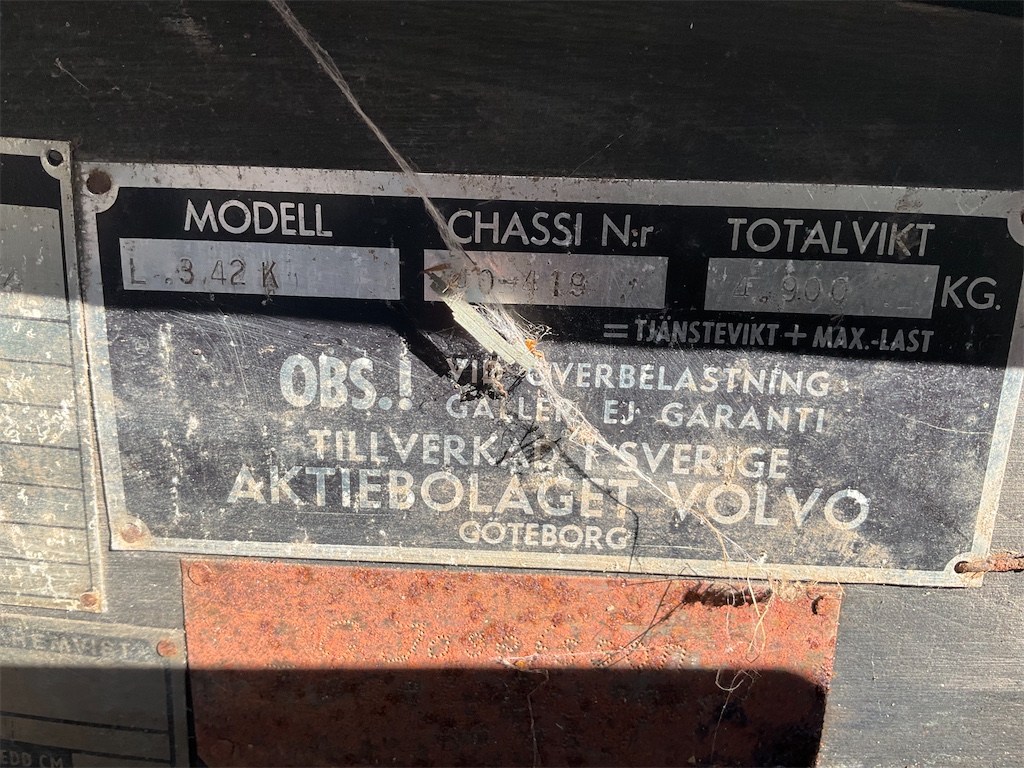 MODELL CHASSI N:r TOTALVIKT
L 342 K 4.900 KG.
= TJÄNSTEVIKT + MAX.-LAST
OBS.! VID ÖVERBELASTNING
GÄLLER EJ GARANTI
TILLVERKAD I SVERIGE
AKTIEBOLAGET VOLVO
GÖTEBORG